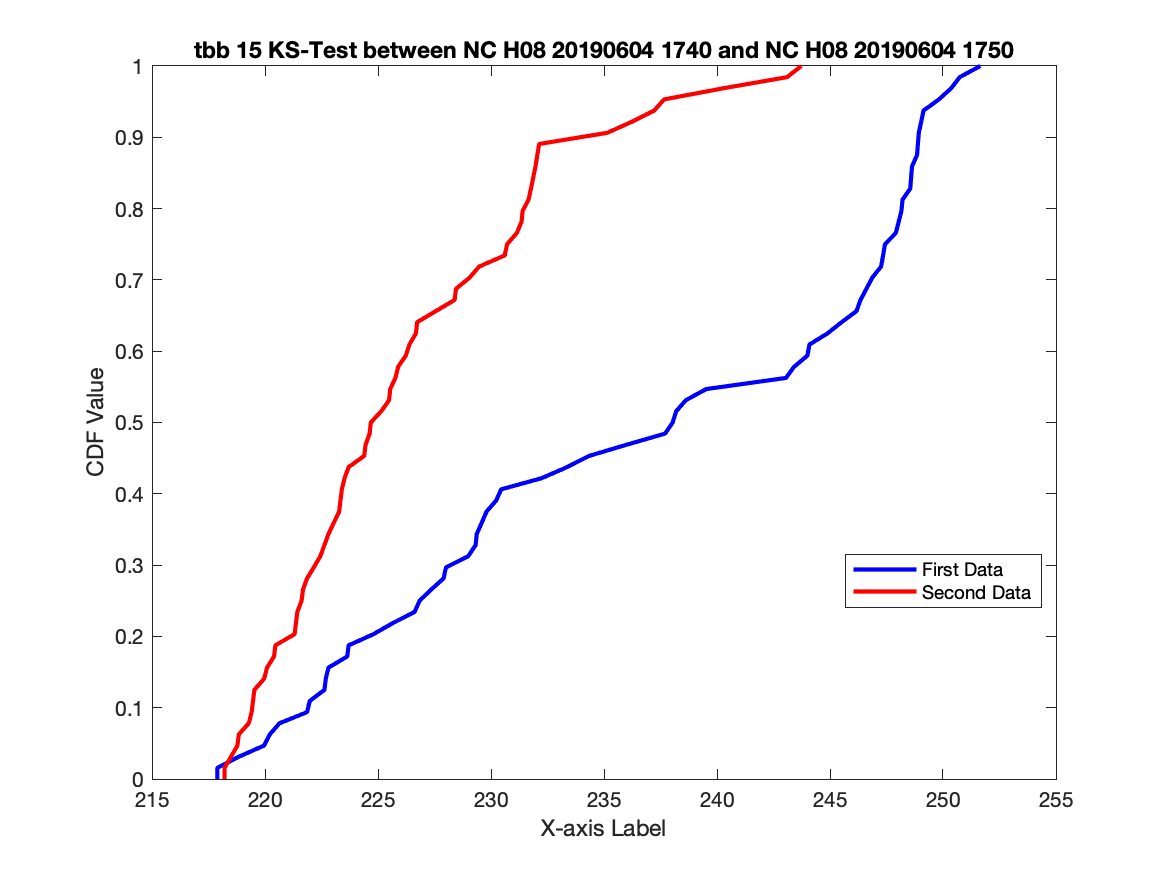 tbb 15 KS-Test between NC H08 20190604 1740 and NC H08 20190604 1750
1
0.9
0.8
0.7
0.6
0.5
0.4
0.3
0.2
0.1
0
CDF Value
First Data
Second Data
215 220 225 230 235 240 245 250 255
X-axis Label